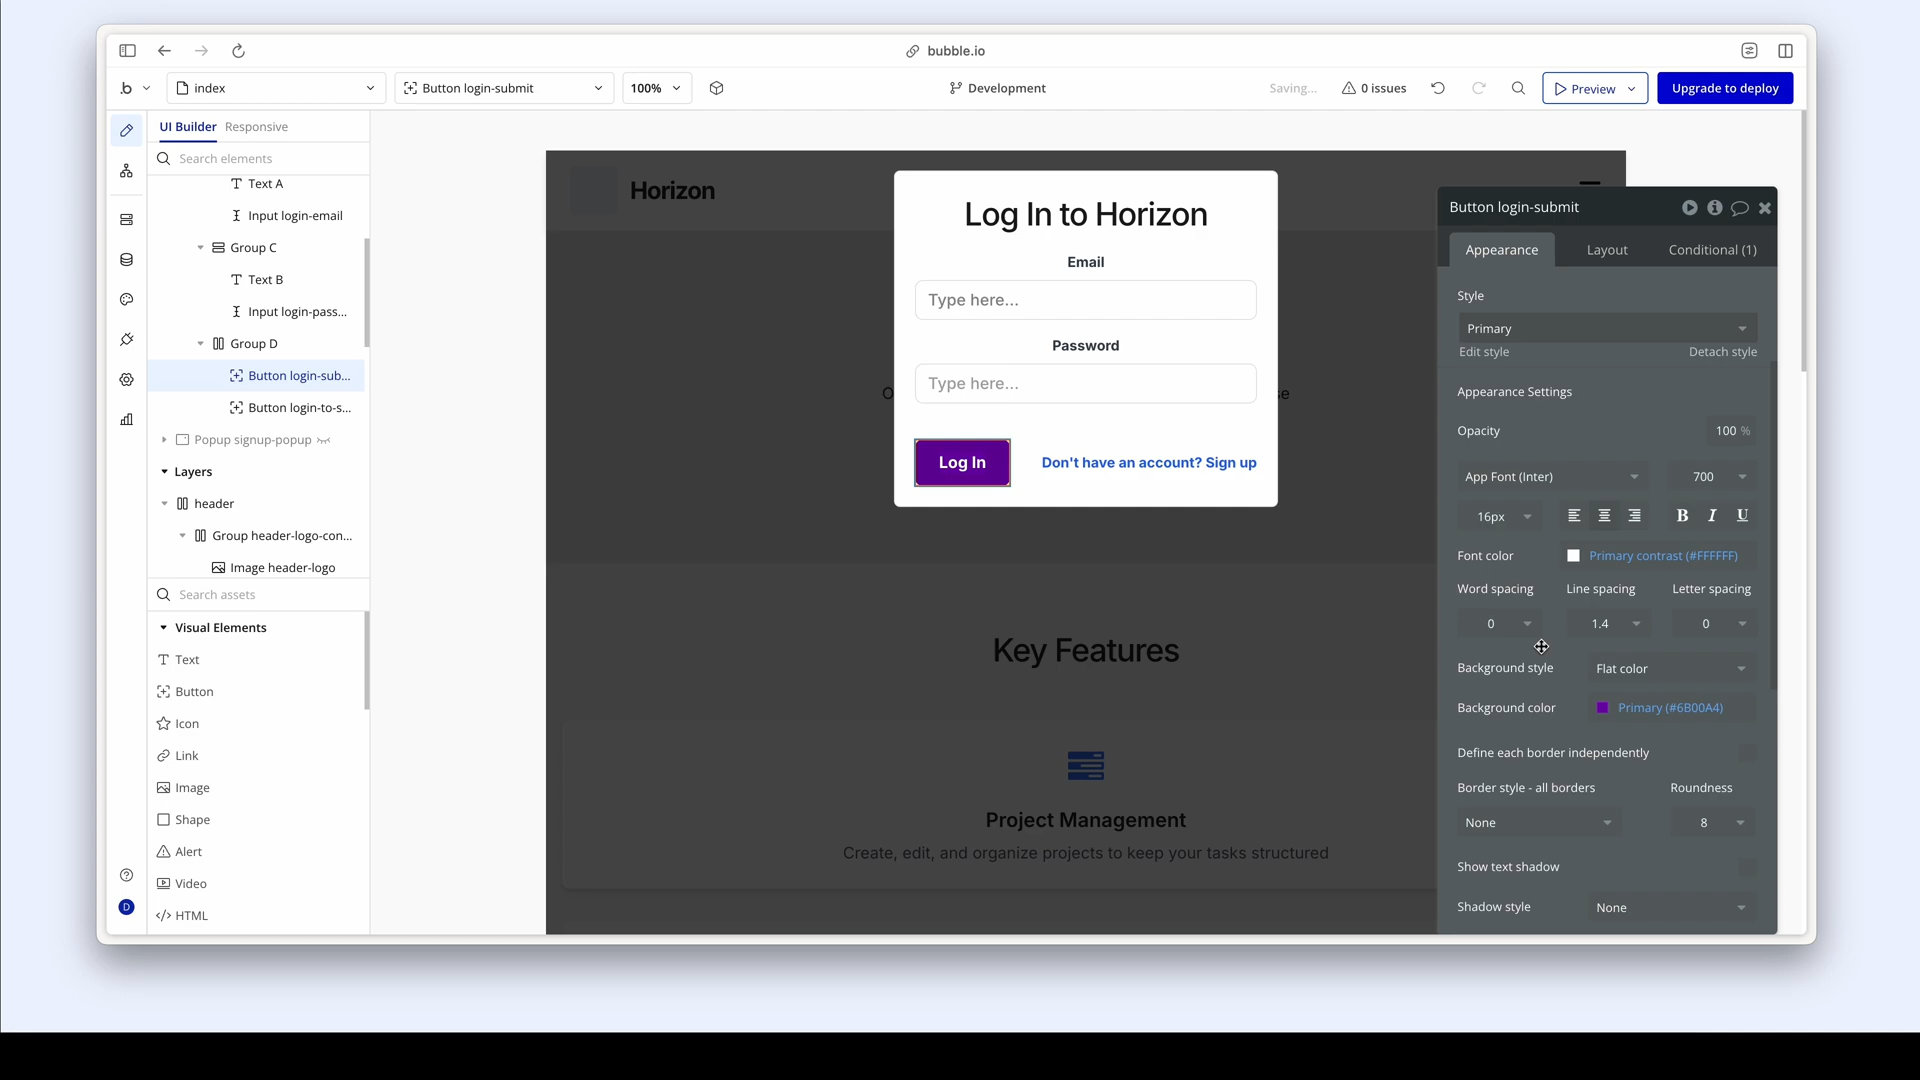 bubble.io
.b
index
Button login-submit
100%
Development
Saving...
0 issues
Preview
Upgrade to deploy
UI Builder
Responsive
Search elements
Text A
Input login-email
Group C
Text B
Input login-pass...
Group D
Button login-sub...
Button login-to-s...
Popup signup-popup
Layers
header
Group header-logo-con...
Image header-logo
Search assets
Visual Elements
Text
Button
Icon
Link
Image
Shape
Alert
Video
</> HTML
D
Horizon
Log In to Horizon
Email
Type here...
Password
Type here...
Log In
Don't have an account? Sign up
O
se
Key Features
Project Management
Create, edit, and organize projects to keep your tasks structured
Button login-submit
Appearance
Layout
Conditional (1)
Style
Primary
Edit style
Detach style
Appearance Settings
Opacity
100 %
App Font (Inter)
700
16px
B I U
Font color
Primary contrast (#FFFFFF)
Word spacing
Line spacing
Letter spacing
0
1.4
0
Background style
Flat color
Background color
Primary (#6B00A4)
Define each border independently
Border style - all borders
Roundness
None
8
Show text shadow
Shadow style
None